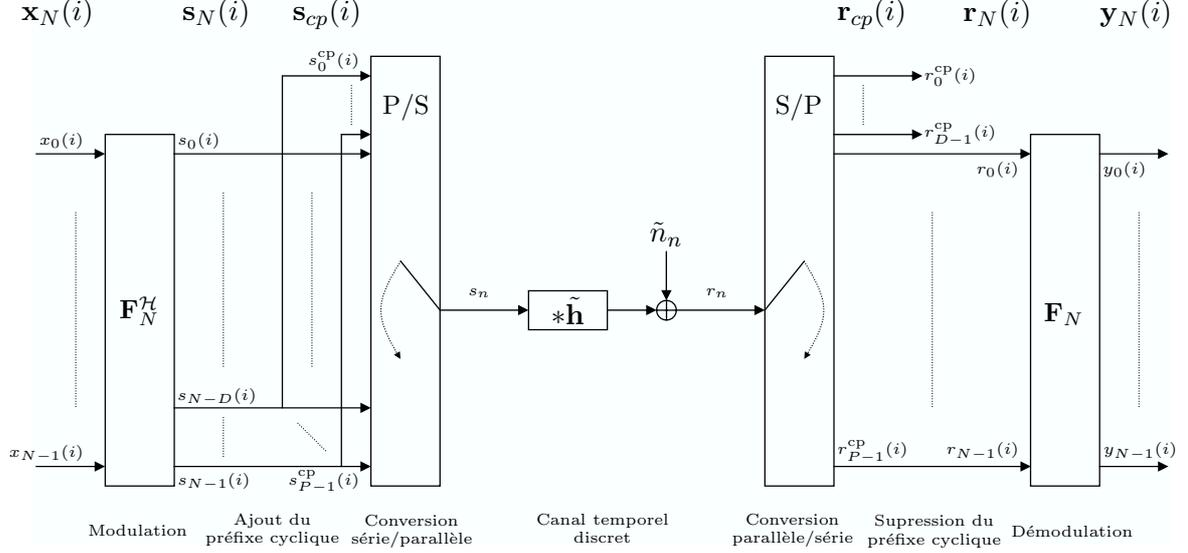 𝐱_N(i) 𝐬_N(i) 𝐬_cp(i) 𝐫_cp(i) 𝐫_N(i) 𝐲_N(i)
s_0^cp(i)
r_0^cp(i)
P/S
S/P
x_0(i)
s_0(i)
r_{D−1}^cp(i)
r_0(i)
y_0(i)
ñ_n
s_n
r_n
𝐅_N^ℋ
∗𝐡̃
𝐅_N
s_{N−D}(i)
x_{N−1}(i)
r_{P−1}^cp(i)
r_{N−1}(i)
y_{N−1}(i)
s_{N−1}(i)
s_{P−1}^cp(i)
Modulation
Ajout du
préfixe cyclique
Conversion
série/parallèle
Canal temporel
discret
Conversion
parallèle/série
Supression du
préfixe cyclique
Démodulation